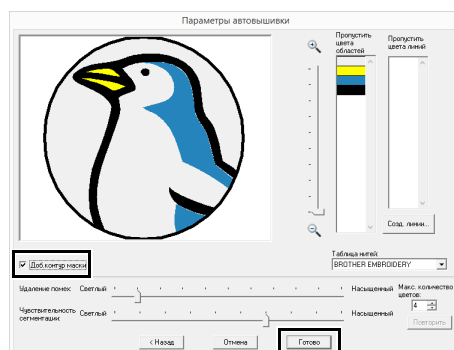 Параметры автовышивки
Пропустить
цвета
областей
Пропустить
цвета линий
Созд. линии...
Доб.контур маски
Таблица нитей:
BROTHER EMBROIDERY
Удаление помех:
Светлый
Насыщенный
Макс. количество
цветов:
4
Чувствительность
сегментации:
Светлый
Насыщенный
Повторить
< Назад
Отмена
Готово